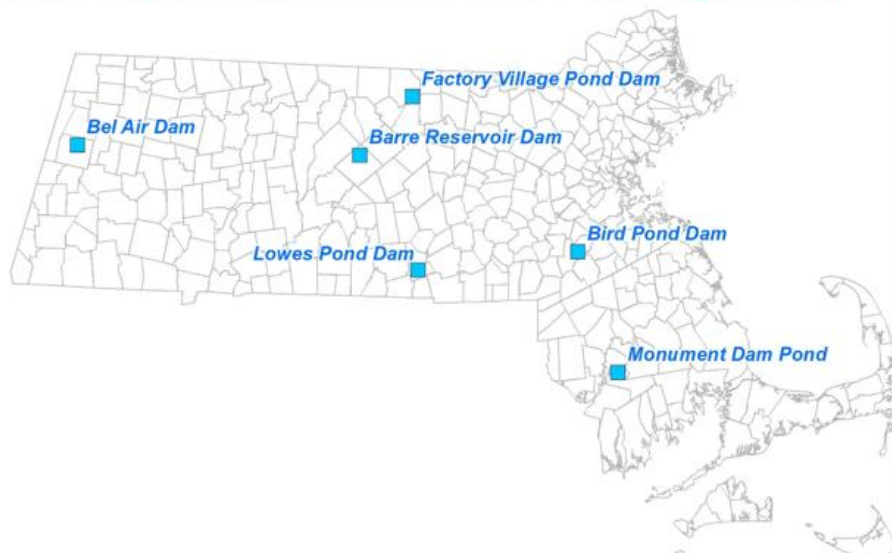 Factory Village Pond Dam
Bel Air Dam
Barre Reservoir Dam
Bird Pond Dam
Lowes Pond Dam
Monument Dam Pond